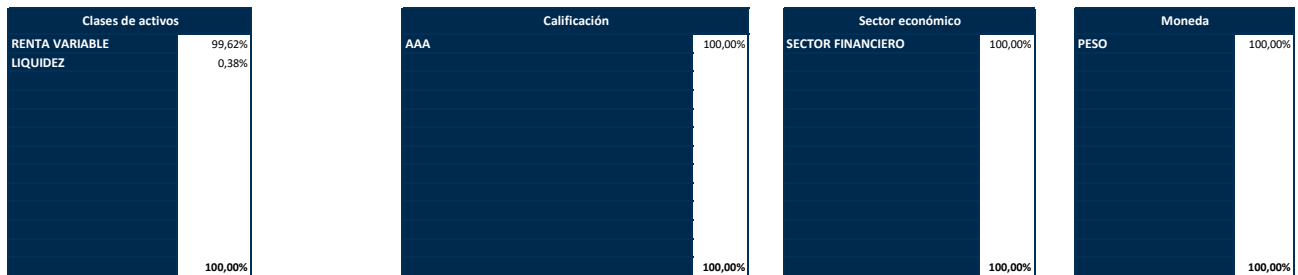 Clases de activos
RENTA VARIABLE 99,62%
LIQUIDEZ 0,38%
100,00%
Calificación
AAA 100,00%
100,00%
Sector económico
SECTOR FINANCIERO 100,00%
100,00%
Moneda
PESO 100,00%
100,00%